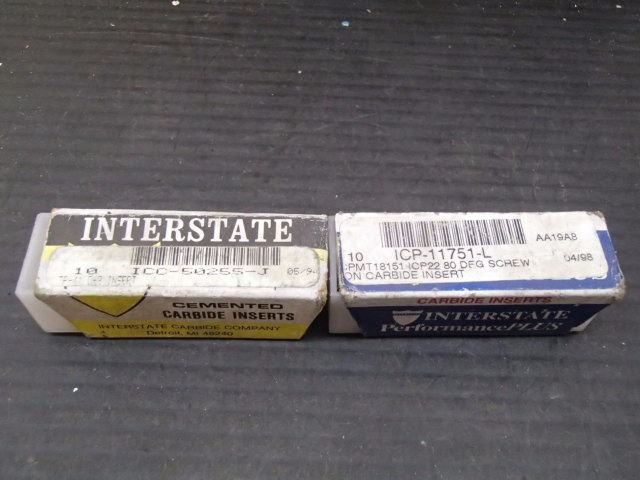 INTERSTATE
10 ICC-50255-J 05/94
CEMENTED
CARBIDE INSERTS
INTERSTATE CARBIDE COMPANY
Detroit, MI 48240
AA19A8
10 ICP-11751-L
CPMT18151 ICP22 80 DEG SCREW 04/98
ON CARBIDE INSERT
CARBIDE INSERTS
INTERSTATE
PerformancePLUS